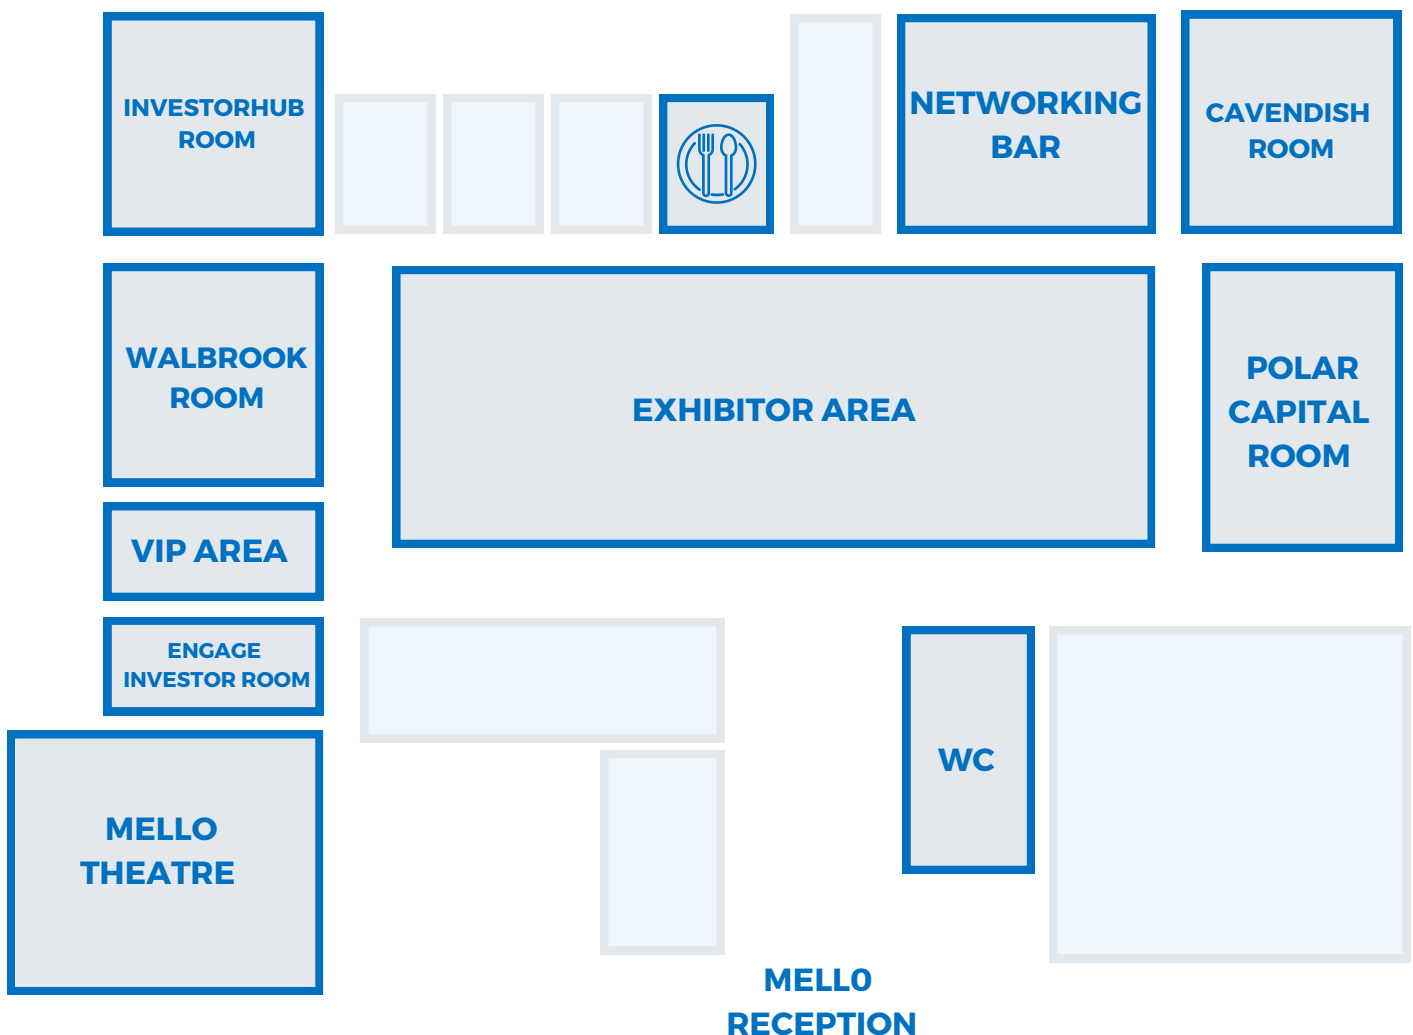 INVESTORHUB
ROOM
NETWORKING
BAR
CAVENDISH
ROOM
WALBROOK
ROOM
EXHIBITOR AREA
POLAR
CAPITAL
ROOM
VIP AREA
ENGAGE
INVESTOR ROOM
WC
MELLO
THEATRE
MELL0
RECEPTION